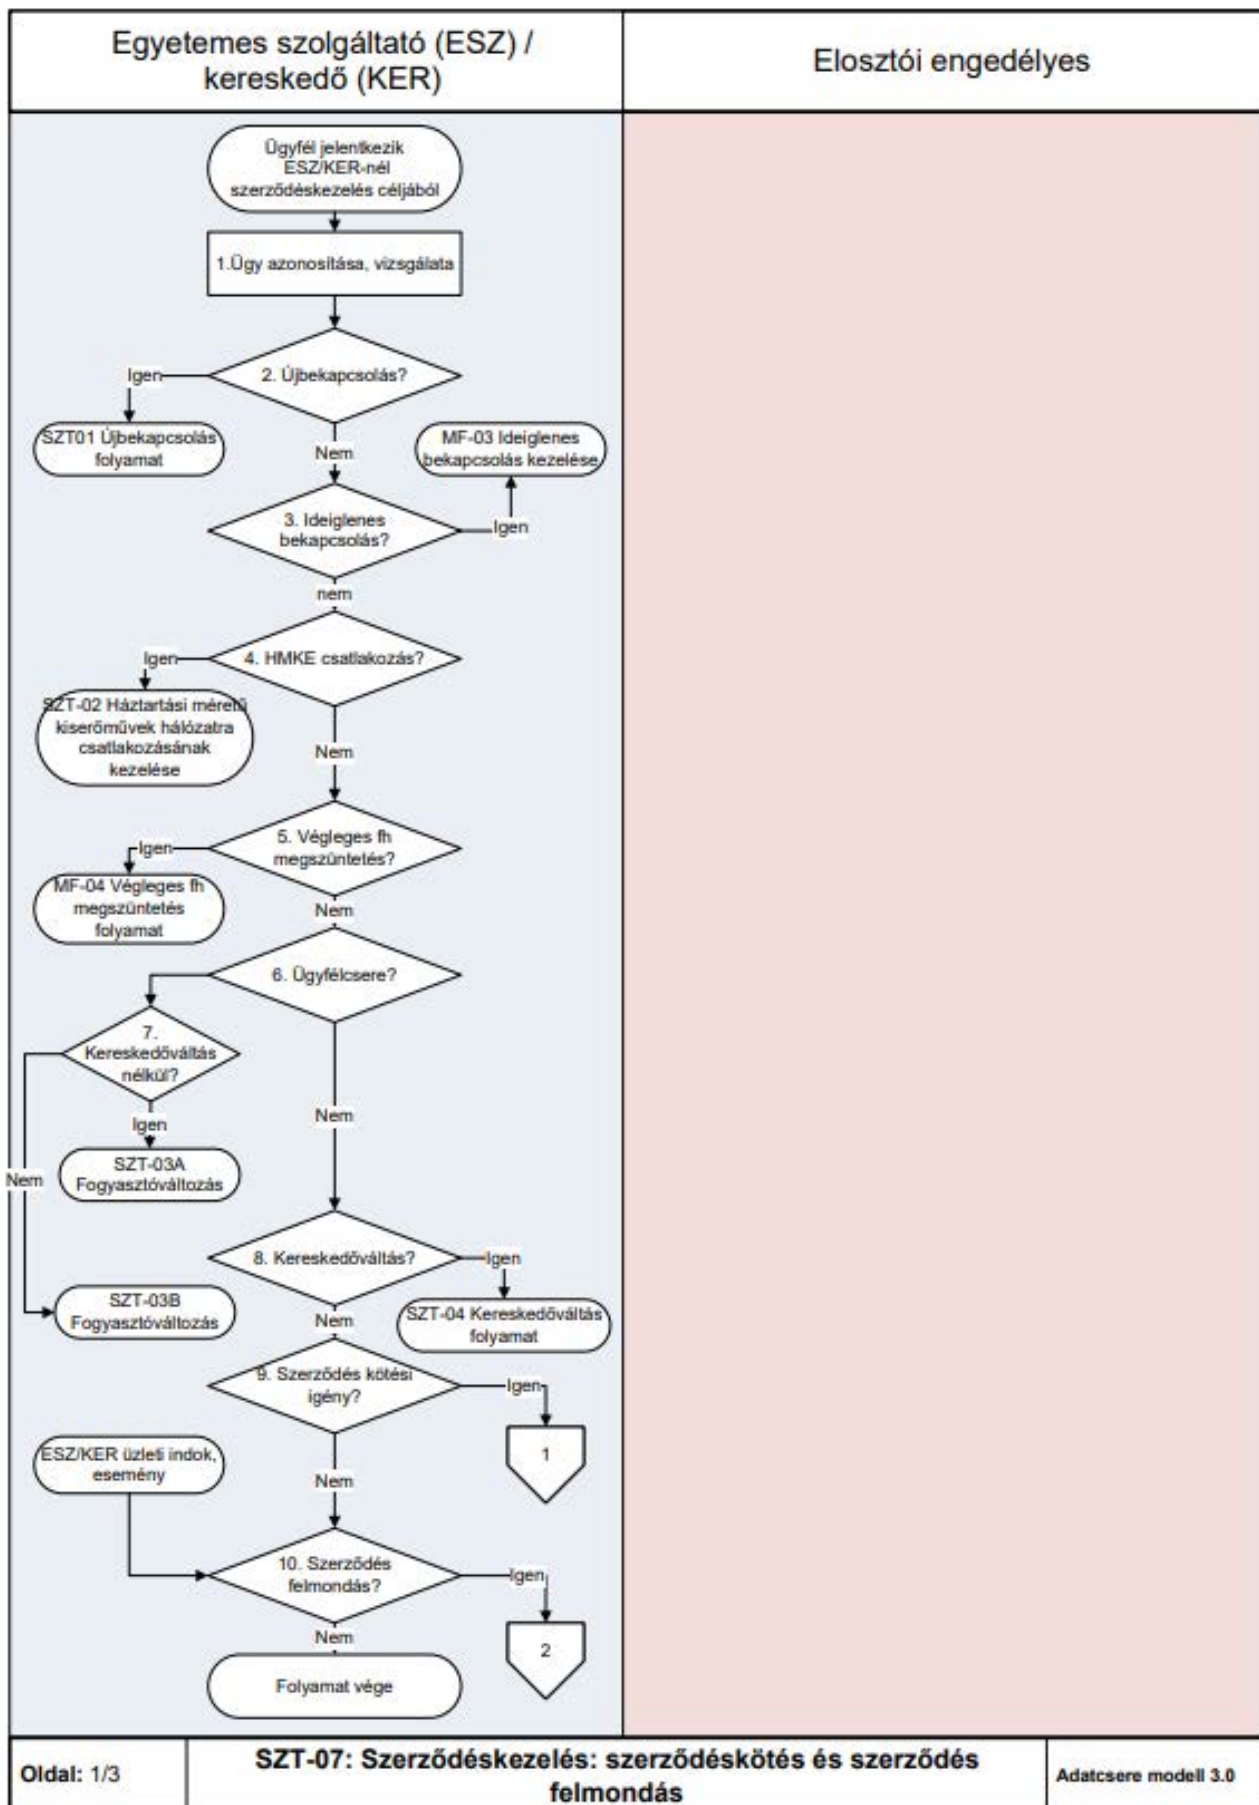 Egyetemes szolgáltató (ESZ) /
kereskedő (KER)
Elosztói engedélyes
Ügyfél jelentkezik
ESZ/KER-nél
szerződéskezelés céljából
1.Ügy azonosítása, vizsgálata
2. Újbekapcsolás?
Igen
SZT01 Újbekapcsolás
folyamat
Nem
MF-03 Ideiglenes
bekapcsolás kezelése
3. Ideiglenes
bekapcsolás?
Igen
nem
4. HMKE csatlakozás?
Igen
SZT-02 Háztartási méretű
kiserőművek hálózatra
csatlakozásának
kezelése
Nem
5. Végleges fh
megszüntetés?
Igen
MF-04 Végleges fh
megszüntetés
folyamat
Nem
6. Ügyfélcsere?
7.
Kereskedőváltás
nélkül?
Igen
Nem
SZT-03A
Fogyasztóváltozás
Nem
8. Kereskedőváltás?
Igen
SZT-03B
Fogyasztóváltozás
Nem
SZT-04 Kereskedőváltás
folyamat
9. Szerződés kötési
igény?
Igen
1
ESZ/KER üzleti indok,
esemény
Nem
10. Szerződés
felmondás?
Igen
2
Nem
Folyamat vége
Oldal: 1/3
SZT-07: Szerződéskezelés: szerződéskötés és szerződés
felmondás
Adatcsere modell 3.0